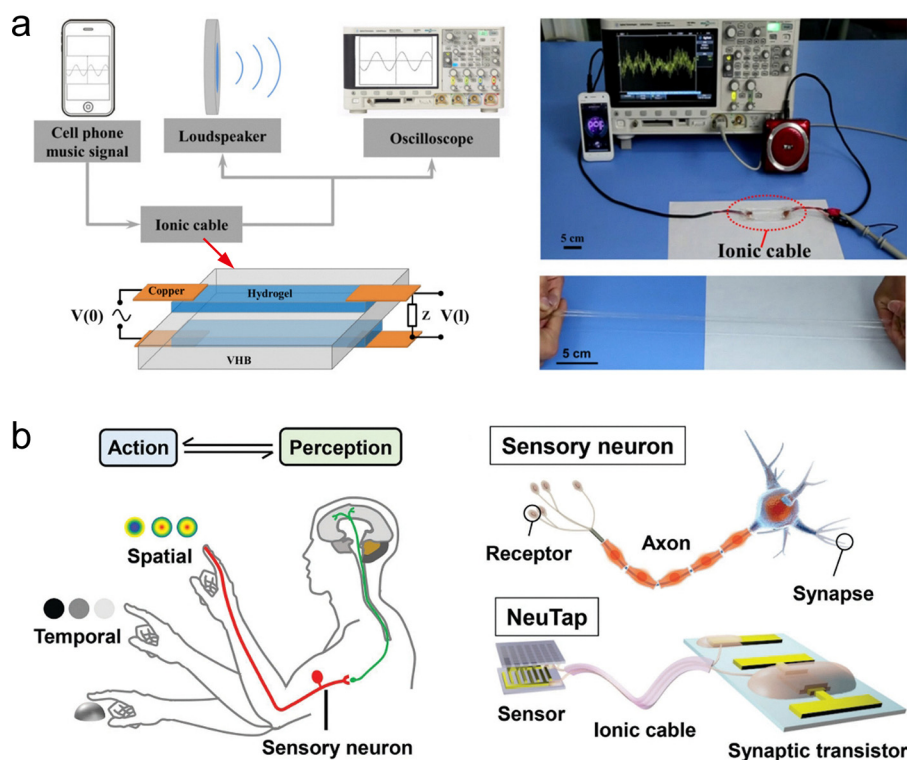 a
Cell phone
music signal
Loudspeaker
Oscilloscope
Ionic cable
Copper
Hydrogel
V(0)
Z
V(l)
VHB
5 cm
Ionic cable
5 cm
b
Action
Perception
Spatial
Temporal
Sensory neuron
Sensory neuron
Receptor
Axon
Synapse
NeuTap
Sensor
Ionic cable
Synaptic transistor